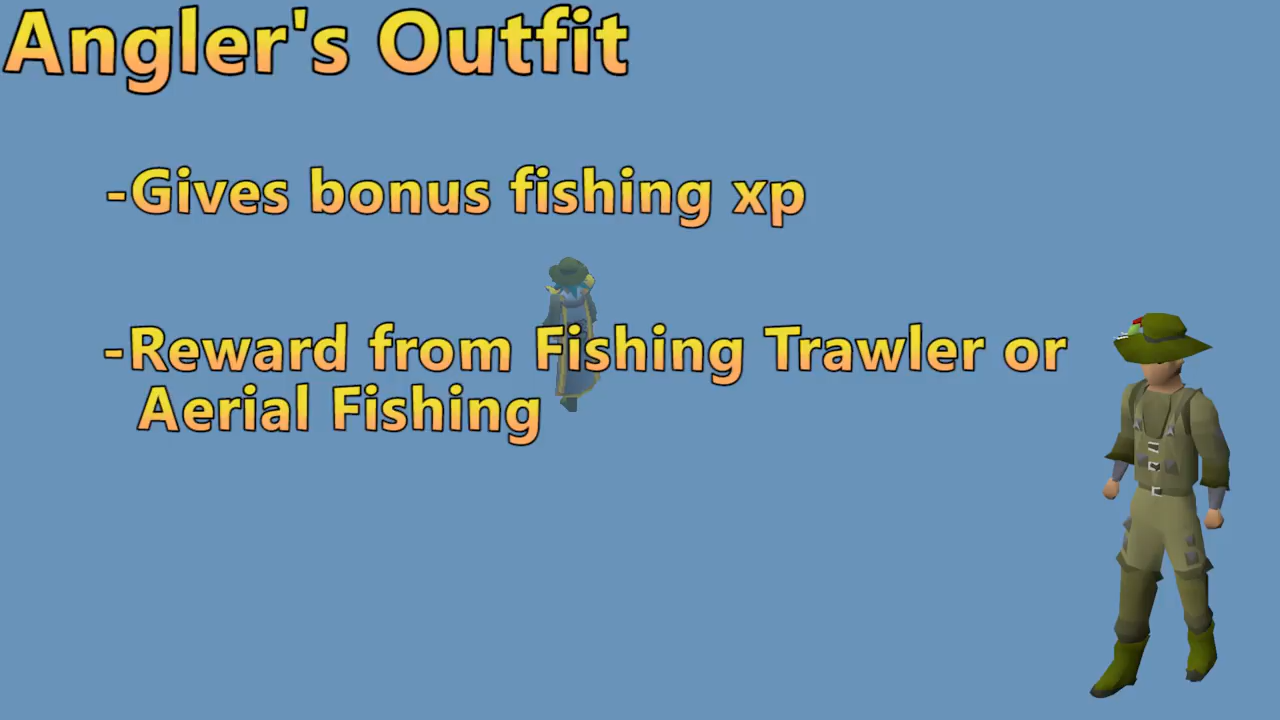 Angler's Outfit
-Gives bonus fishing xp
-Reward from Fishing Trawler or
Aerial Fishing